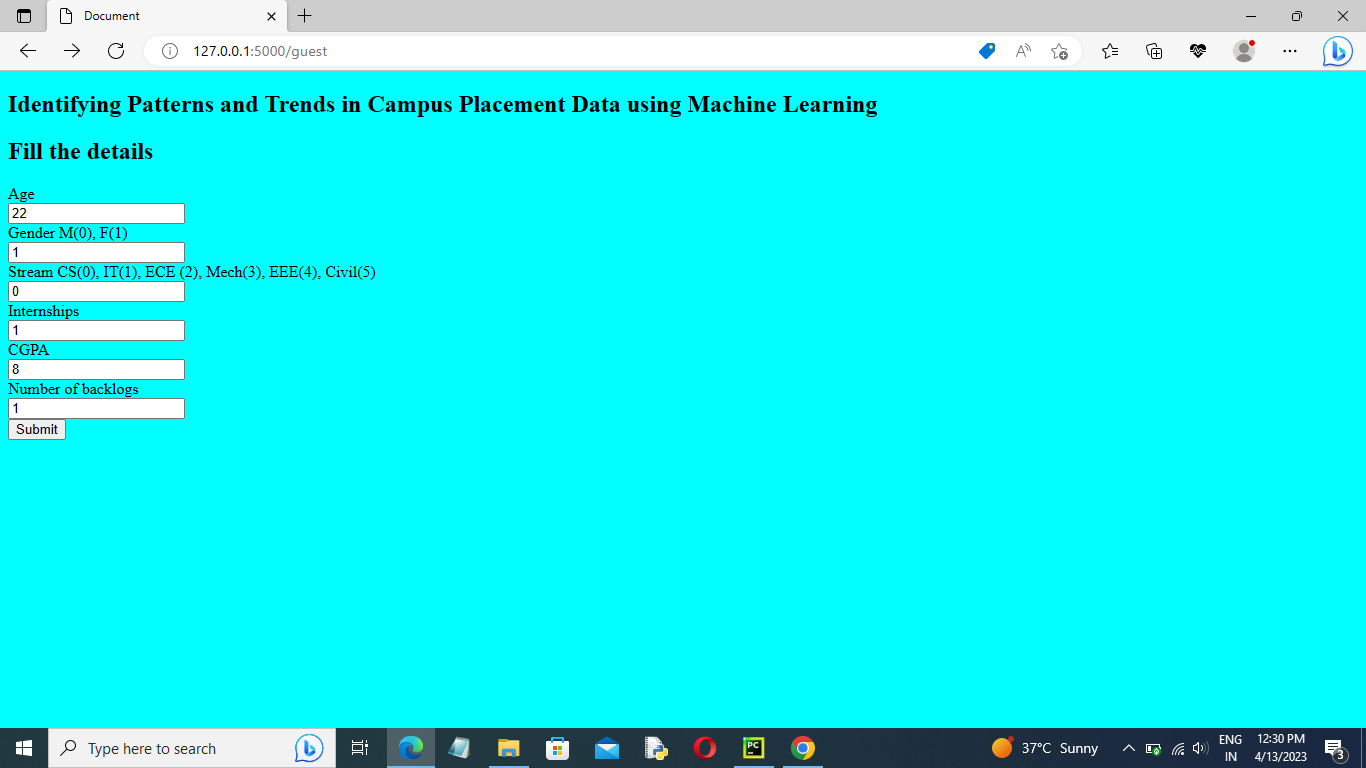 Document
127.0.0.1:5000/guest
Identifying Patterns and Trends in Campus Placement Data using Machine Learning
Fill the details
Age
22
Gender M(0), F(1)
1
Stream CS(0), IT(1), ECE (2), Mech(3), EEE(4), Civil(5)
0
Internships
1
CGPA
8
Number of backlogs
1
Submit
Type here to search
PC
37°C Sunny
ENG
IN
12:30 PM
4/13/2023
3